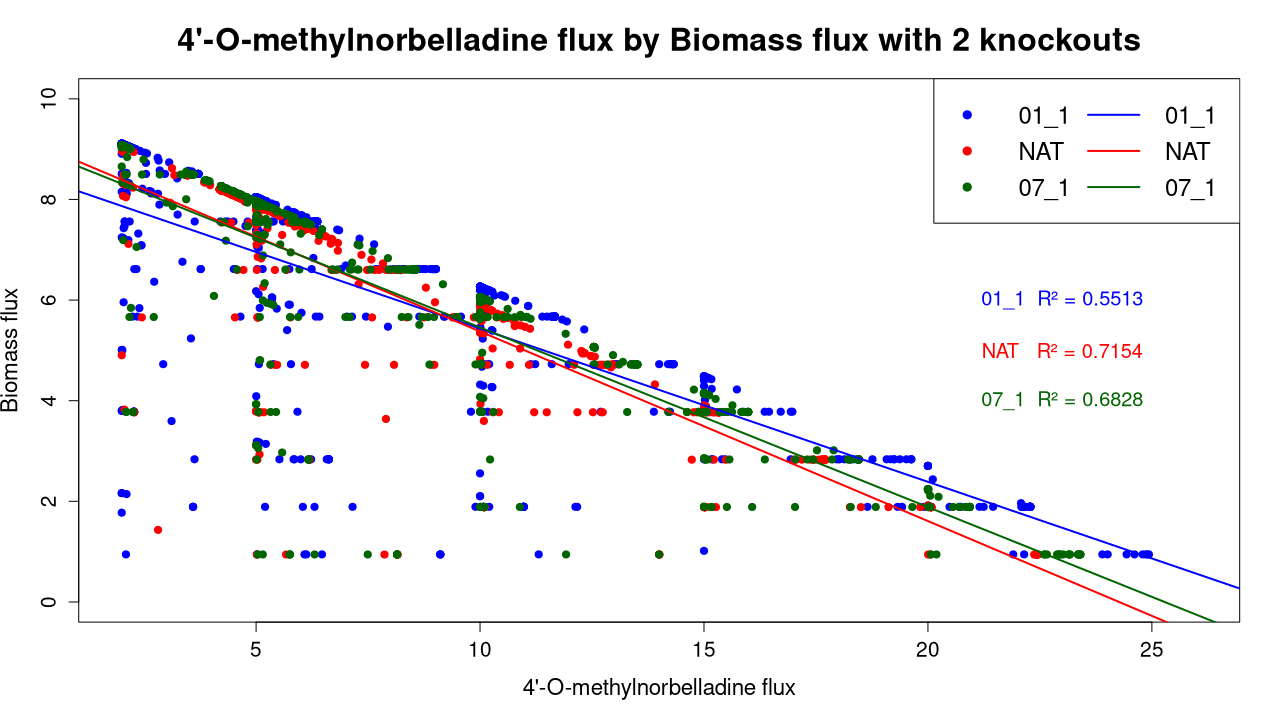 4'-O-methylnorbelladine flux by Biomass flux with 2 knockouts
10
8
6
4
2
0
Biomass flux
01_1 01_1
NAT NAT
07_1 07_1
01_1 R² = 0.5513
NAT R² = 0.7154
07_1 R² = 0.6828
5 10 15 20 25
4'-O-methylnorbelladine flux